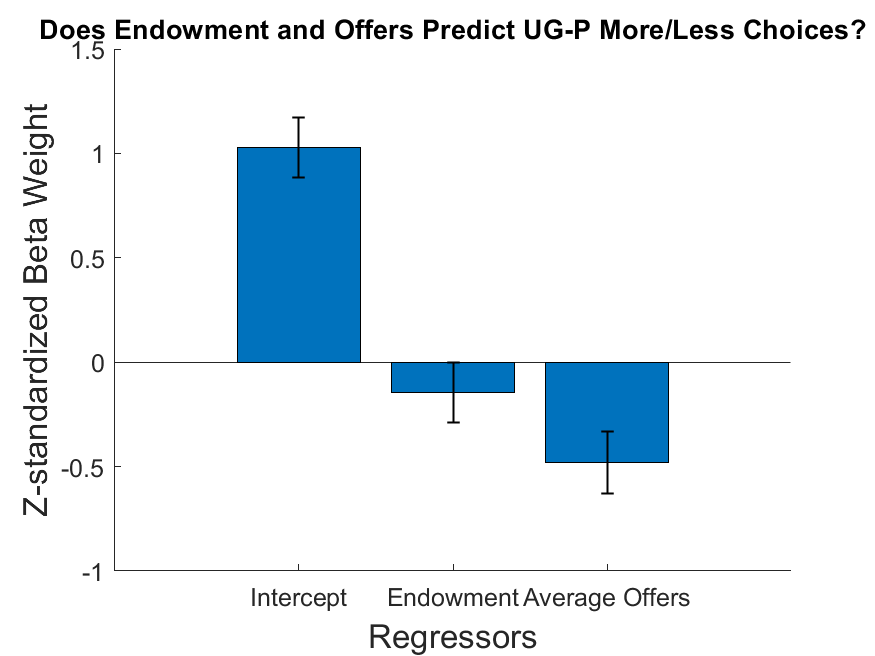 Does Endowment and Offers Predict UG-P More/Less Choices?
Z-standardized Beta Weight
1.5
1
0.5
0
-0.5
-1
Intercept Endowment Average Offers
Regressors